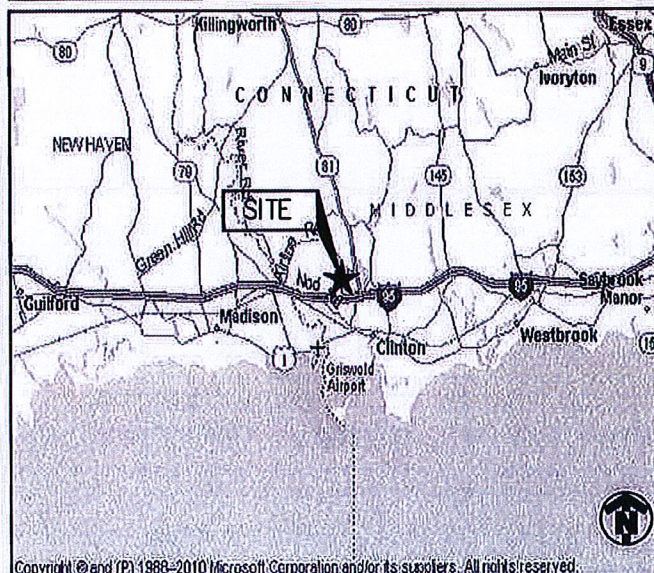 Killingworth
80
Essex
80
Main St
9
Ivoryton
CONNECTICUT
NEW HAVEN
River Rd
81
79
145
153
SITE
MIDDLESEX
Green Hill Rd
Nod
95
95
Saybrook
Manor
Guilford
Madison
Westbrook
Clinton
1
Griswold
Airport
N
Copyright © and (P) 1988–2010 Microsoft Corporation and/or its suppliers. All rights reserved.